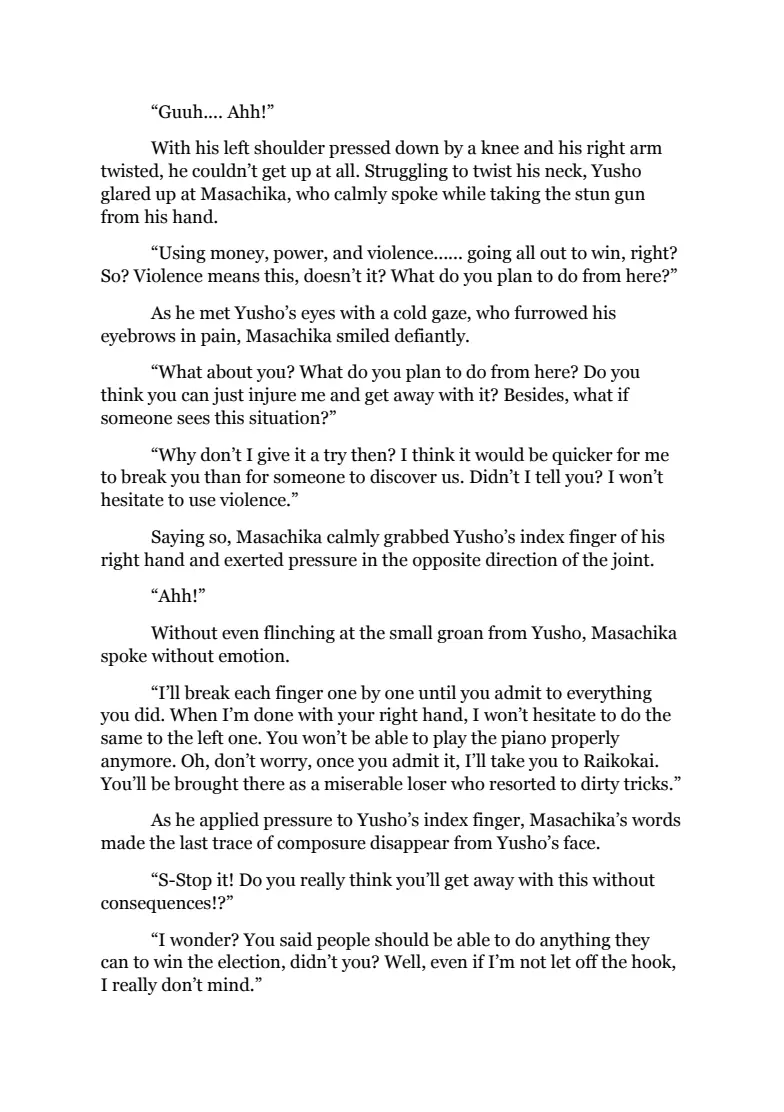 “Guuh.... Ahh!”
With his left shoulder pressed down by a knee and his right arm
twisted, he couldn’t get up at all. Struggling to twist his neck, Yusho
glared up at Masachika, who calmly spoke while taking the stun gun
from his hand.
“Using money, power, and violence...... going all out to win, right?
So? Violence means this, doesn’t it? What do you plan to do from here?”
As he met Yusho’s eyes with a cold gaze, who furrowed his
eyebrows in pain, Masachika smiled defiantly.
“What about you? What do you plan to do from here? Do you
think you can just injure me and get away with it? Besides, what if
someone sees this situation?”
“Why don’t I give it a try then? I think it would be quicker for me
to break you than for someone to discover us. Didn’t I tell you? I won’t
hesitate to use violence.”
Saying so, Masachika calmly grabbed Yusho’s index finger of his
right hand and exerted pressure in the opposite direction of the joint.
“Ahh!”
Without even flinching at the small groan from Yusho, Masachika
spoke without emotion.
“I’ll break each finger one by one until you admit to everything
you did. When I’m done with your right hand, I won’t hesitate to do the
same to the left one. You won’t be able to play the piano properly
anymore. Oh, don’t worry, once you admit it, I’ll take you to Raikokai.
You’ll be brought there as a miserable loser who resorted to dirty tricks.”
As he applied pressure to Yusho’s index finger, Masachika’s words
made the last trace of composure disappear from Yusho’s face.
“S-Stop it! Do you really think you’ll get away with this without
consequences!?”
“I wonder? You said people should be able to do anything they
can to win the election, didn’t you? Well, even if I’m not let off the hook,
I really don’t mind.”